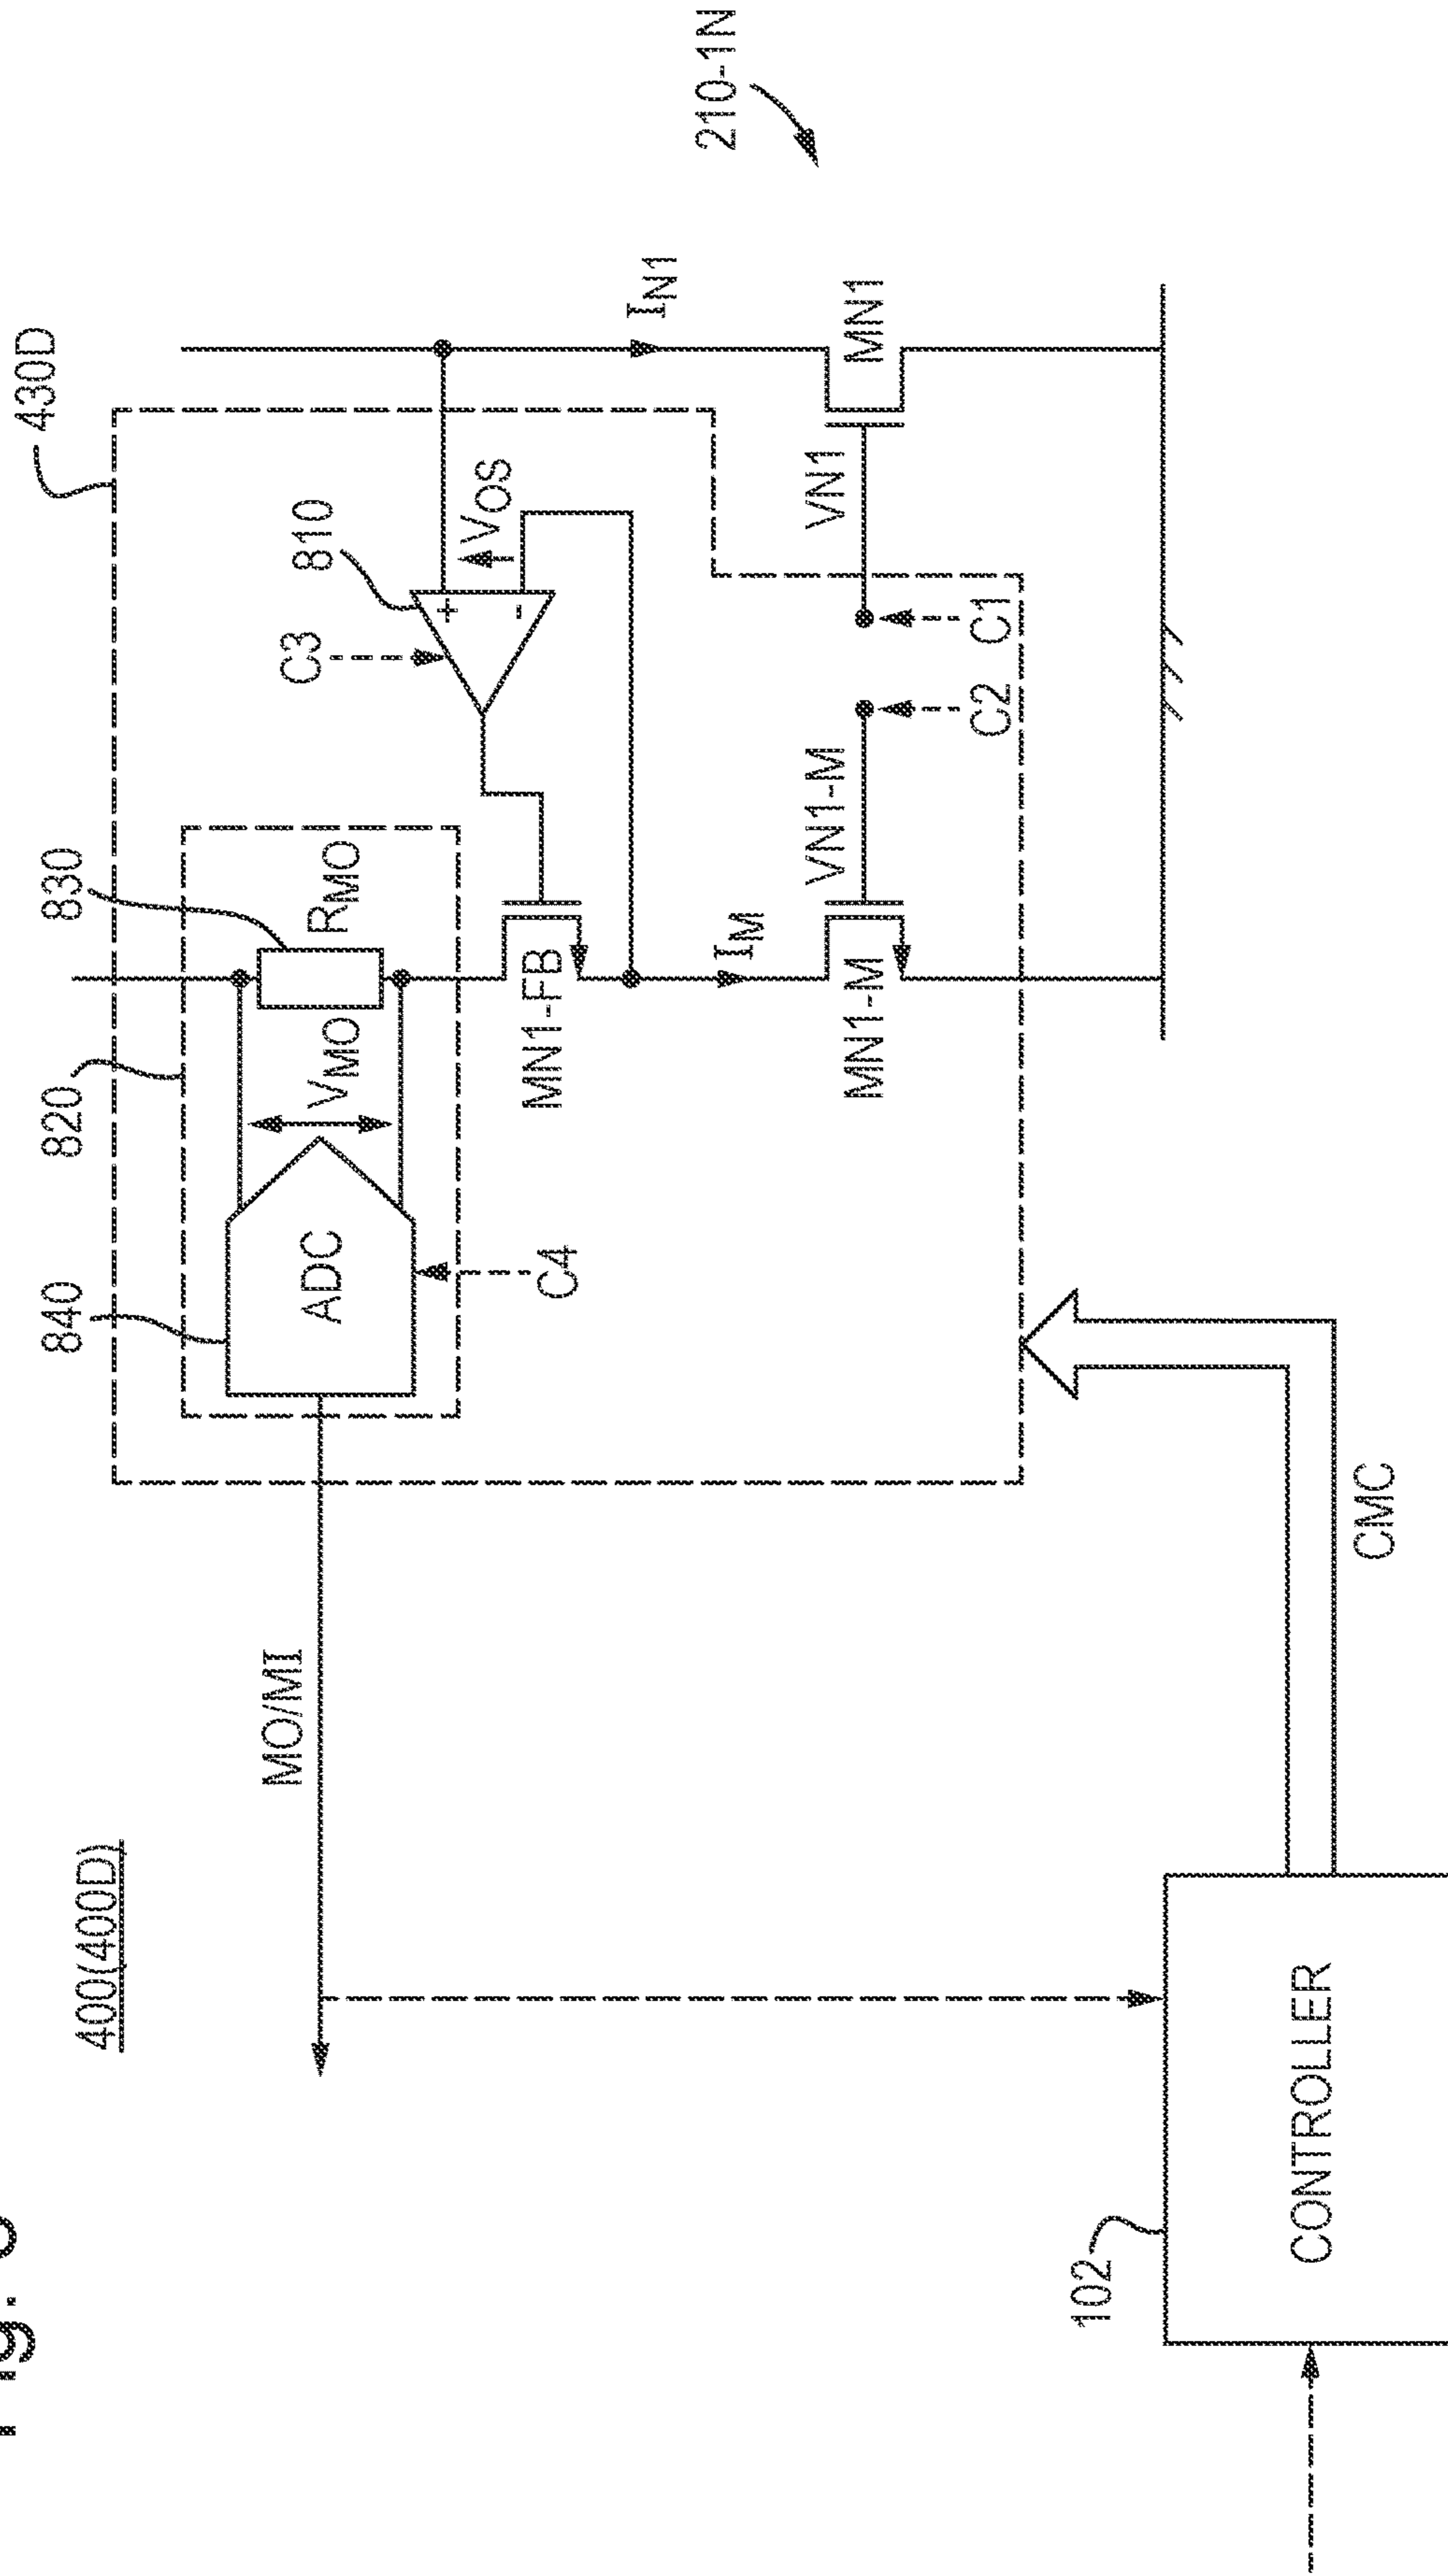 400(400D)
430D
830
820
840
810
C3
RMO
VMO
ADC
C4
VOS
+
-
MO/MI
MN1-FB
IM
IN1
210-1N
VN1-M
VN1
MN1-M
MN1
C2
C1
102
CONTROLLER
CMC